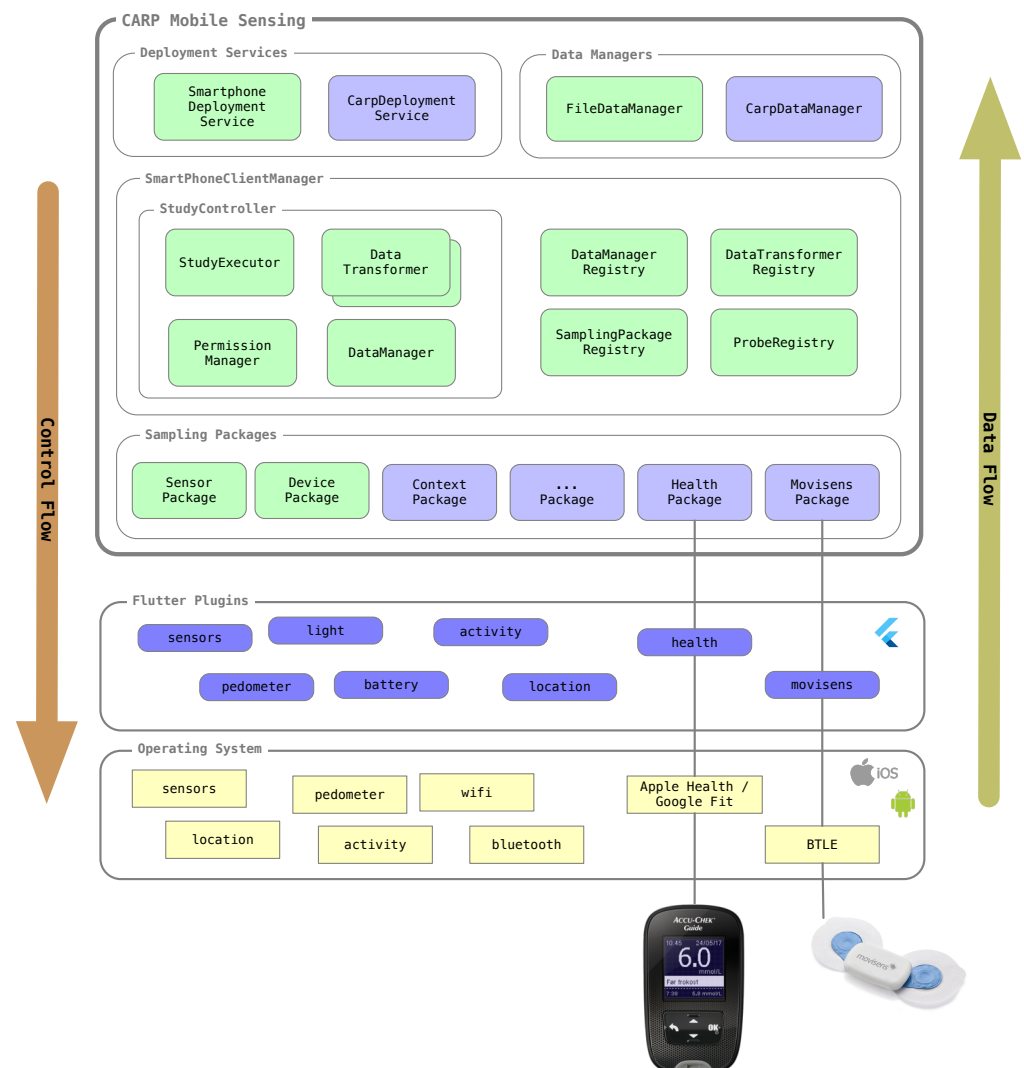 CARP Mobile Sensing
Deployment Services
Smartphone
Deployment
Service
CarpDeployment
Service
Data Managers
FileDataManager
CarpDataManager
SmartPhoneClientManager
StudyController
StudyExecutor
Data
Transformer
Permission
Manager
DataManager
DataManager
Registry
DataTransformer
Registry
SamplingPackage
Registry
ProbeRegistry
Sampling Packages
Sensor
Package
Device
Package
Context
Package
...
Package
Health
Package
Movisens
Package
Control Flow
Data Flow
Flutter Plugins
sensors
light
activity
health
pedometer
battery
location
movisens
Operating System
iOS
sensors
pedometer
wifi
Apple Health /
Google Fit
location
activity
bluetooth
BTLE
ACCU-CHEK
Guide
10:45 24/05/17
6.0
mmol/L
Før frokost
7:30 5.0 mmol/L
OK
movisens